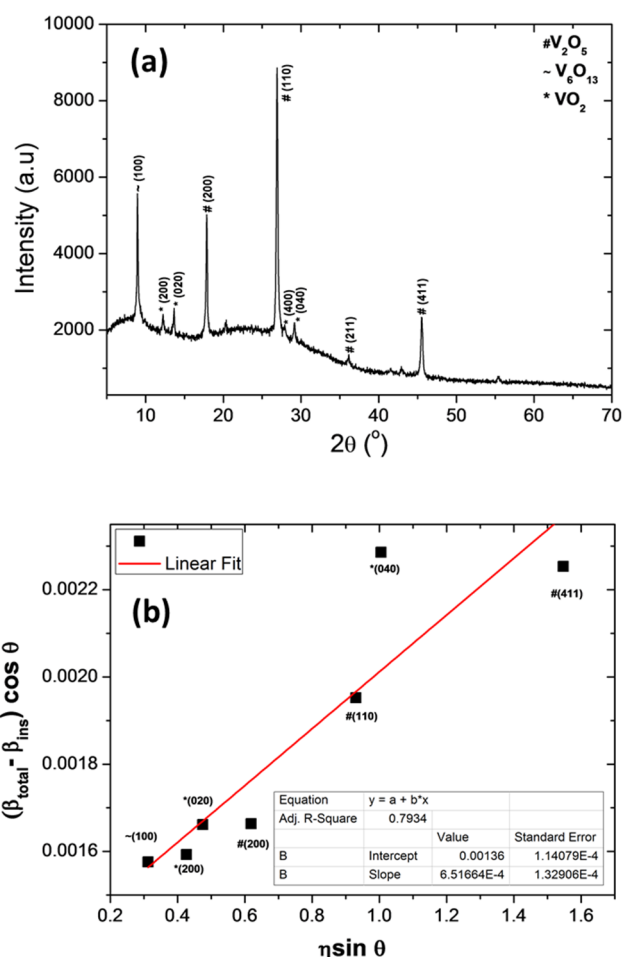 10000
8000
6000
4000
2000
Intensity (a.u)
(a)
#V₂O₅
~ V₆O₁₃
* VO₂
~(100)
* (200)
* (020)
# (200)
# (110)
* (400)
* (040)
# (211)
# (411)
10 20 30 40 50 60 70
2θ (°)
0.0022
0.0020
0.0018
0.0016
(β_total - β_ins) cos θ
Linear Fit
(b)
*(040)
#(411)
#(110)
*(020)
~(100)
*(200)
#(200)
Equation y = a + b*x
Adj. R-Square 0.7934
Value Standard Error
B Intercept 0.00136 1.14079E-4
B Slope 6.51664E-4 1.32906E-4
0.2 0.4 0.6 0.8 1.0 1.2 1.4 1.6
ηsin θ